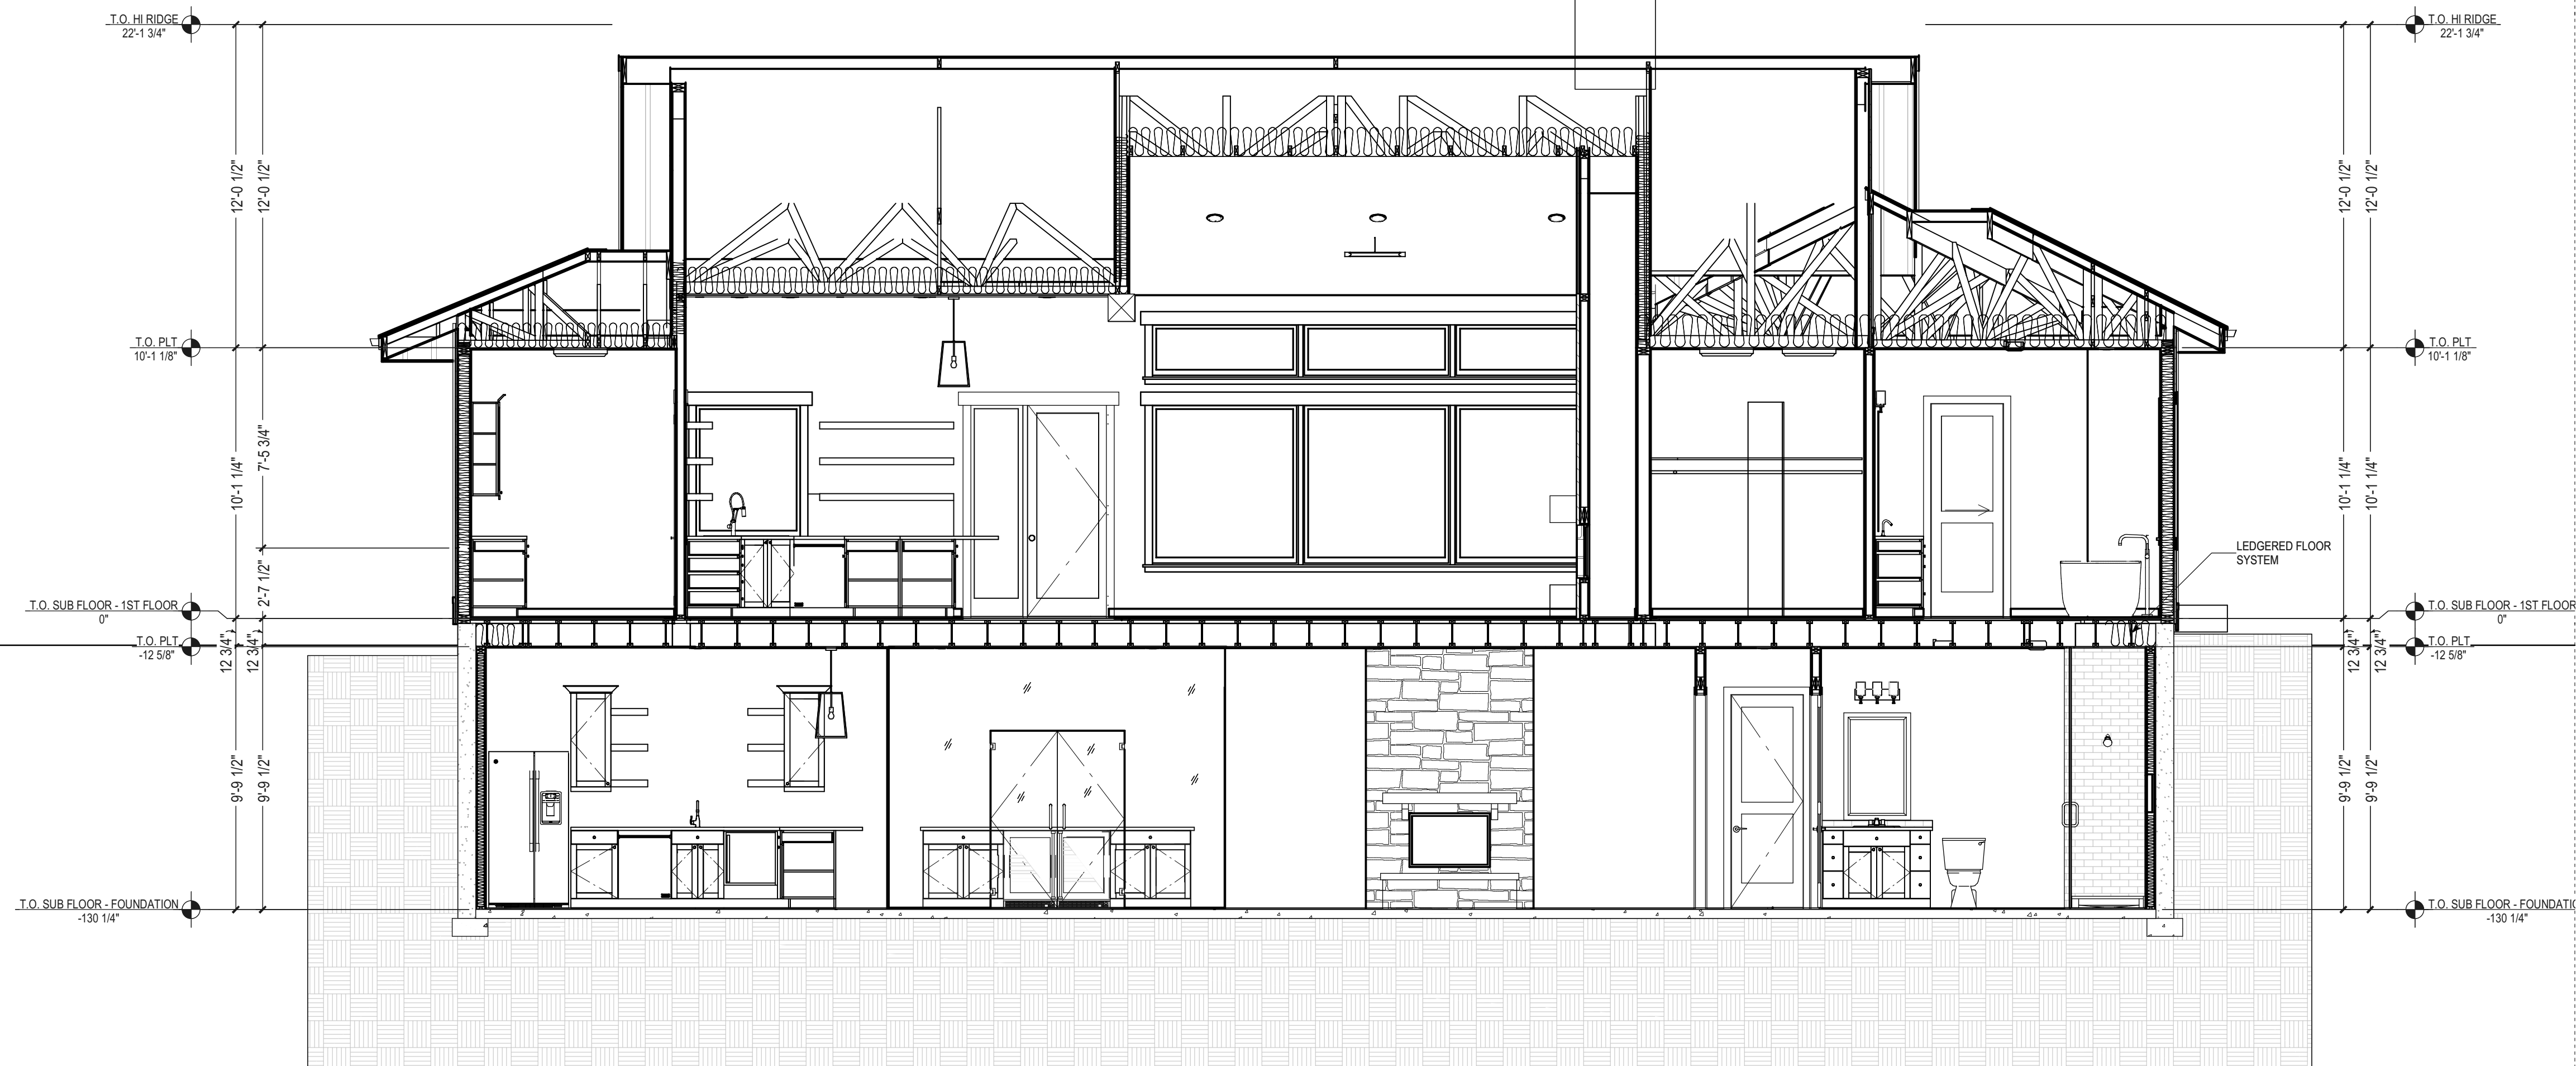 T.O. HI RIDGE
22'-1 3/4"
T.O. HI RIDGE
22'-1 3/4"
12'-0 1/2"
12'-0 1/2"
12'-0 1/2"
12'-0 1/2"
T.O. PLT
10'-1 1/8"
T.O. PLT
10'-1 1/8"
10'-1 1/4"
7'-5 3/4"
2'-7 1/2"
10'-1 1/4"
10'-1 1/4"
LEDGERED FLOOR
SYSTEM
T.O. SUB FLOOR - 1ST FLOOR
0"
T.O. SUB FLOOR - 1ST FLOOR
0"
T.O. PLT
-12 5/8"
T.O. PLT
-12 5/8"
12 3/4"
12 3/4"
12 3/4"
12 3/4"
9'-9 1/2"
9'-9 1/2"
9'-9 1/2"
9'-9 1/2"
T.O. SUB FLOOR - FOUNDATION
-130 1/4"
T.O. SUB FLOOR - FOUNDATIO
-130 1/4"